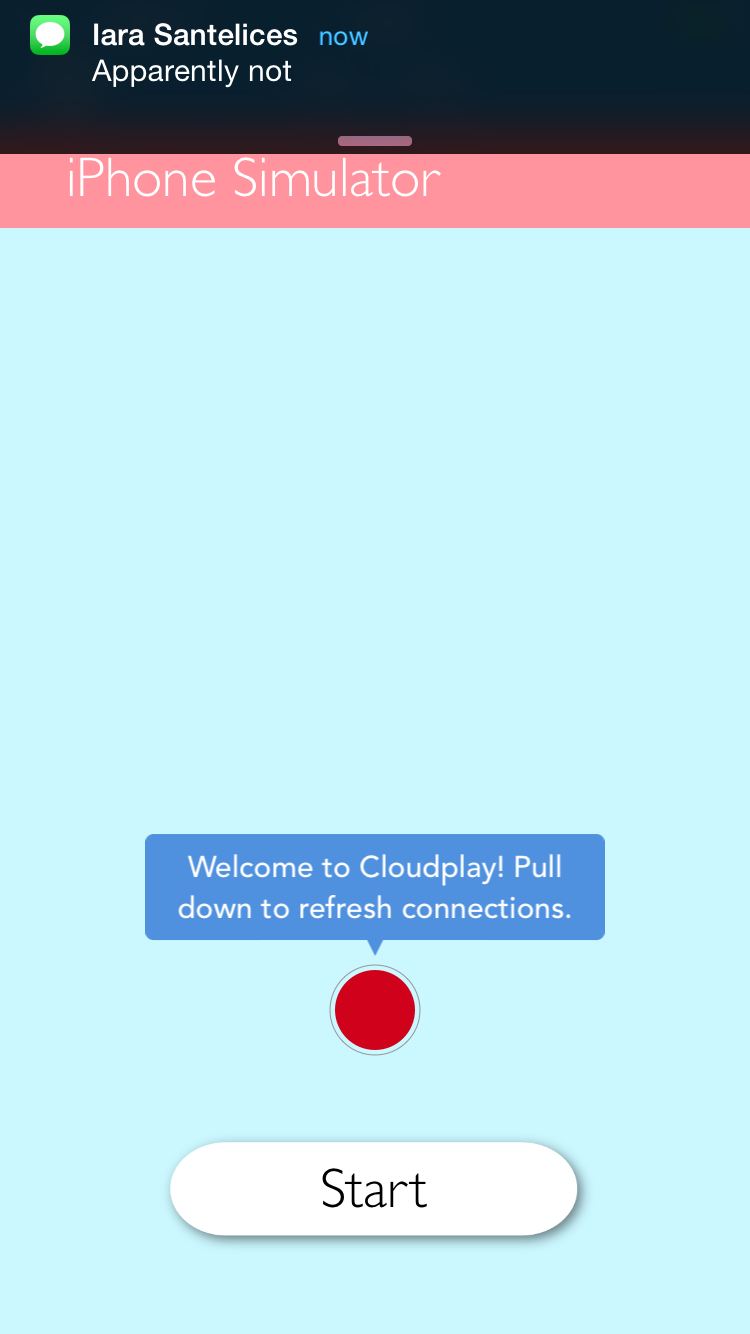 Iara Santelices now
Apparently not
iPhone Simulator
Welcome to Cloudplay! Pull
down to refresh connections.
Start